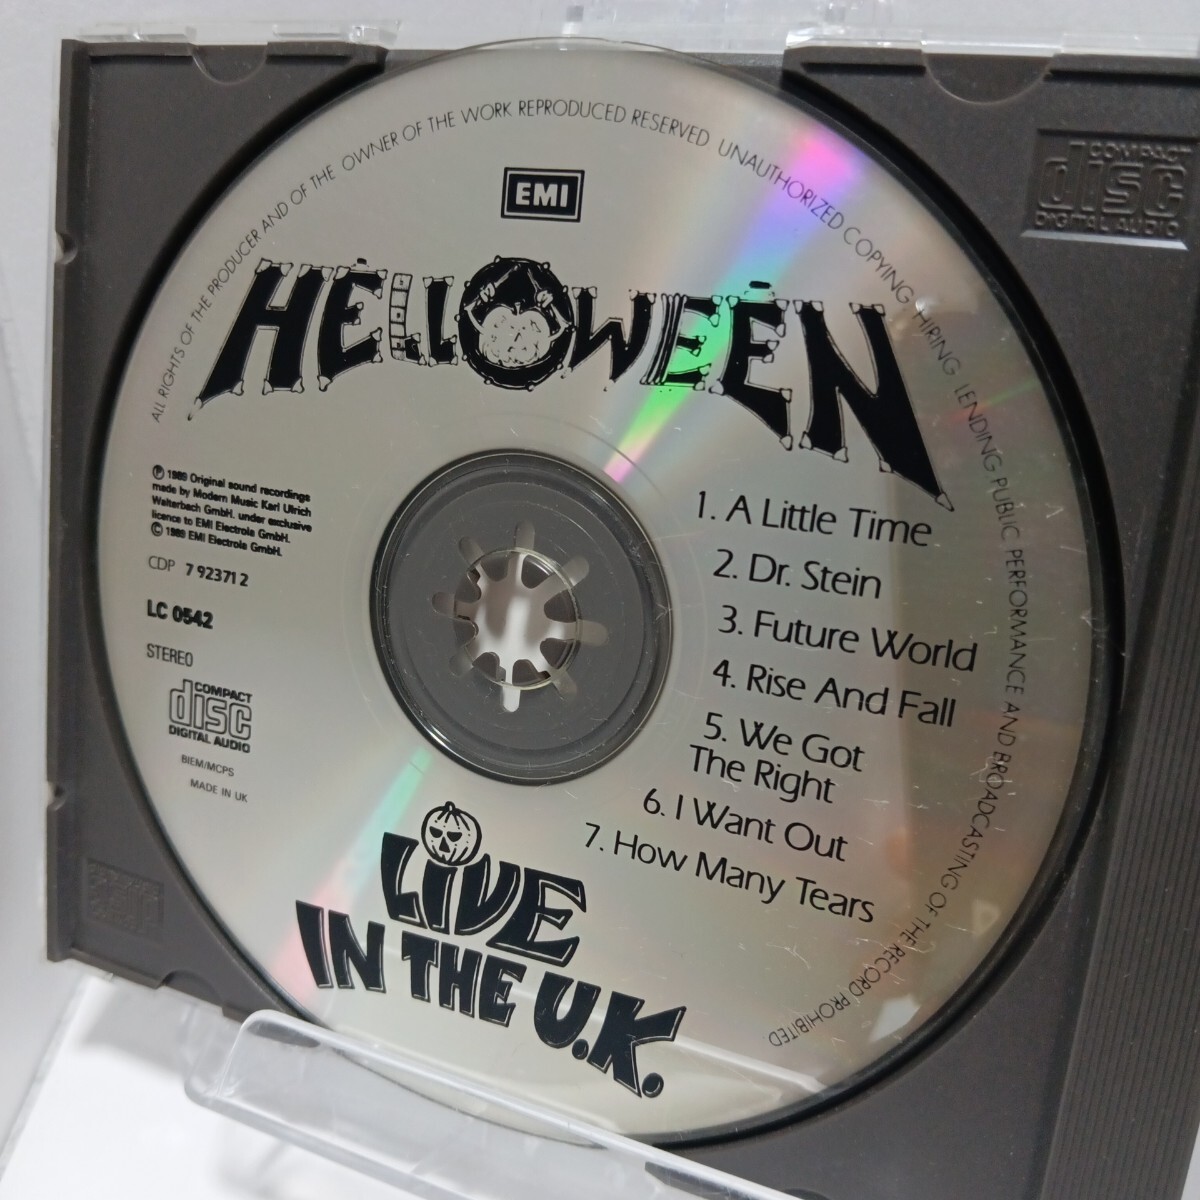 ALL RIGHTS OF THE PRODUCER AND OF THE OWNER OF THE WORK REPRODUCED RESERVED UNAUTHORIZED COPYING HIRING LENDING PUBLIC PERFORMANCE AND BROADCASTING OF THE RECORD PROHIBITED
EMI
HELLOWEEN
℗ 1989 Original sound recordings
made by Modern Music Karl Ulrich
Walterbach GmbH. under exclusive
licence to EMI Electrola GmbH.
© 1989 EMI Electrola GmbH.
CDP 7 92371 2
LC 0542
STEREO
COMPACT
disc
DIGITAL AUDIO
BIEM/MCPS
MADE IN UK
1. A Little Time
2. Dr. Stein
3. Future World
4. Rise And Fall
5. We Got
The Right
6. I Want Out
7. How Many Tears
LIVE
IN THE U.K.
COMPACT
disc
DIGITAL AUDIO